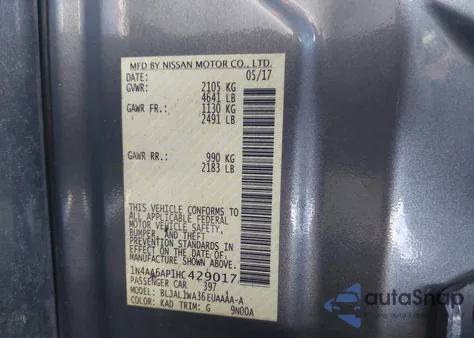 MFD BY NISSAN MOTOR CO., LTD.
DATE: 05/17
GVWR: 2105 KG
4641 LB
GAWR FR: 1130 KG
2491 LB
GAWR RR: 990 KG
2183 LB
THIS VEHICLE CONFORMS TO
ALL APPLICABLE FEDERAL
MOTOR VEHICLE SAFETY,
BUMPER, AND THEFT
PREVENTION STANDARDS IN
EFFECT ON THE DATE OF
MANUFACTURE SHOWN ABOVE.
1N4AA6AP1HC429017
PASSENGER CAR 397
MODEL: BL3AL1WA36EUAAAA-A
COLOR: KAD TRIM: G 9N00A
autoSnap